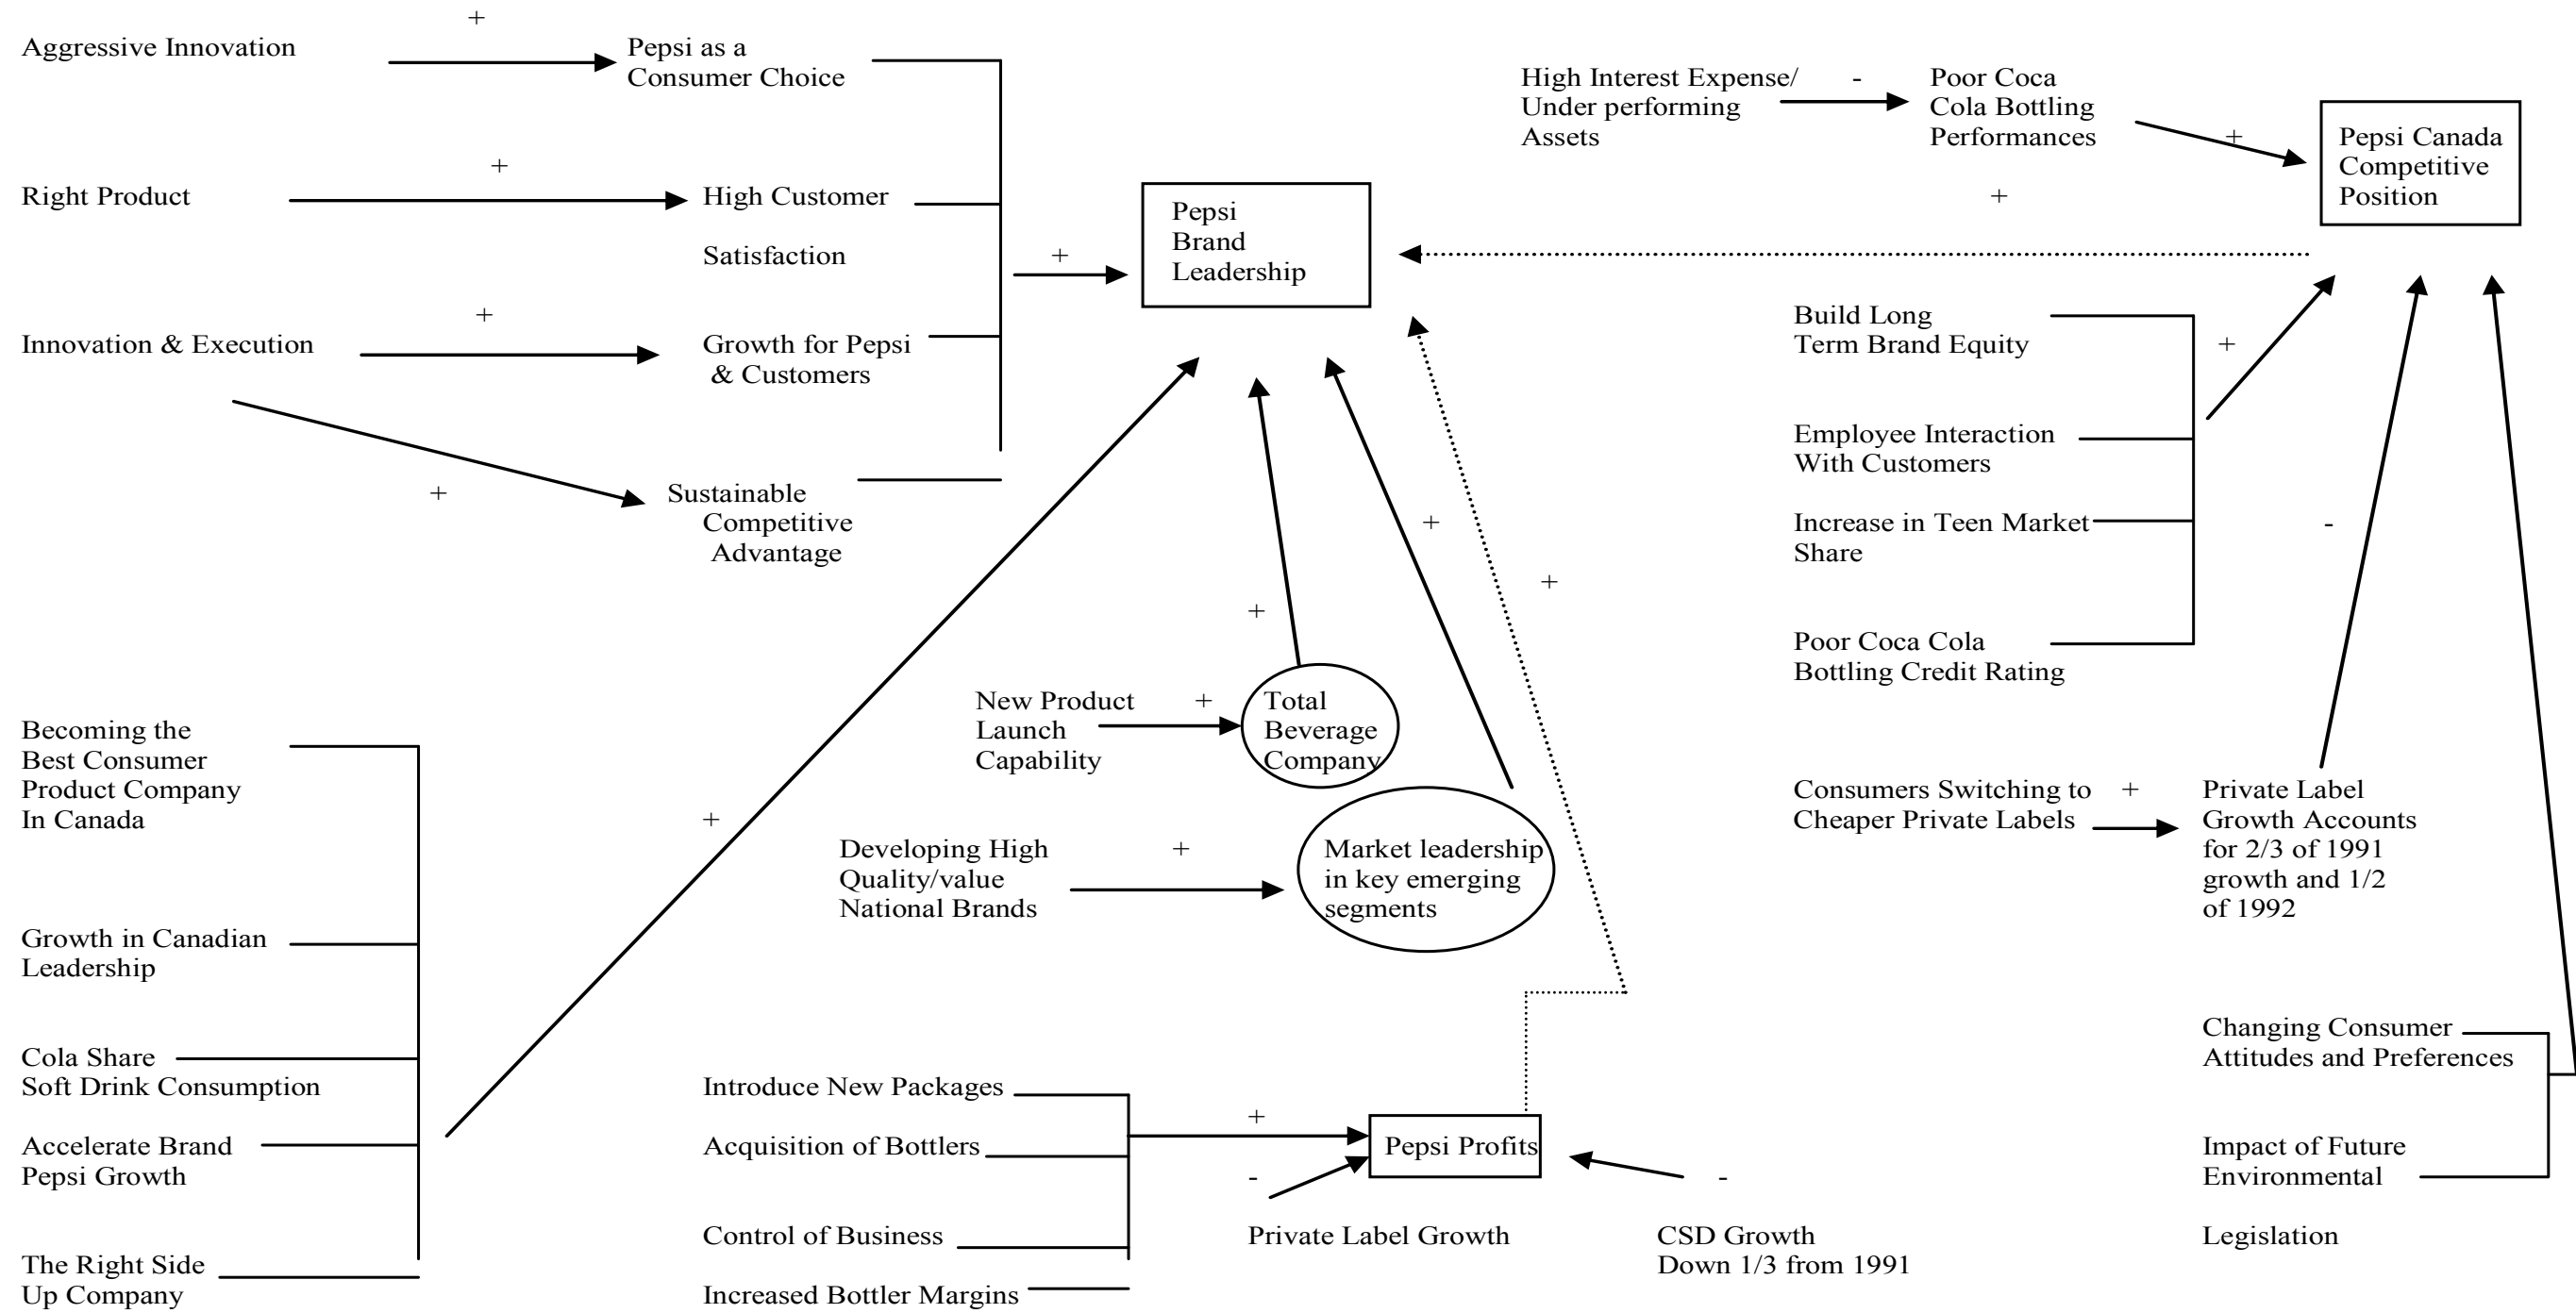 +
Aggressive Innovation
Pepsi as a
Consumer Choice
+
Right Product
High Customer
Satisfaction
+
Innovation & Execution
Growth for Pepsi
& Customers
+
Sustainable
Competitive
Advantage
+
Pepsi
Brand
Leadership
High Interest Expense/
Under performing
Assets
-
Poor Coca
Cola Bottling
Performances
+
Pepsi Canada
Competitive
Position
+
Build Long
Term Brand Equity
+
Employee Interaction
With Customers
Increase in Teen Market
Share
-
Poor Coca Cola
Bottling Credit Rating
+
+
+
New Product
Launch
Capability
+
Total
Beverage
Company
Becoming the
Best Consumer
Product Company
In Canada
+
Developing High
Quality/value
National Brands
+
Market leadership
in key emerging
segments
Consumers Switching to
Cheaper Private Labels
+
Private Label
Growth Accounts
for 2/3 of 1991
growth and 1/2
of 1992
Growth in Canadian
Leadership
Cola Share
Soft Drink Consumption
Accelerate Brand
Pepsi Growth
The Right Side
Up Company
Introduce New Packages
Acquisition of Bottlers
Control of Business
Increased Bottler Margins
+
Pepsi Profits
-
Private Label Growth
-
CSD Growth
Down 1/3 from 1991
Changing Consumer
Attitudes and Preferences
Impact of Future
Environmental
Legislation